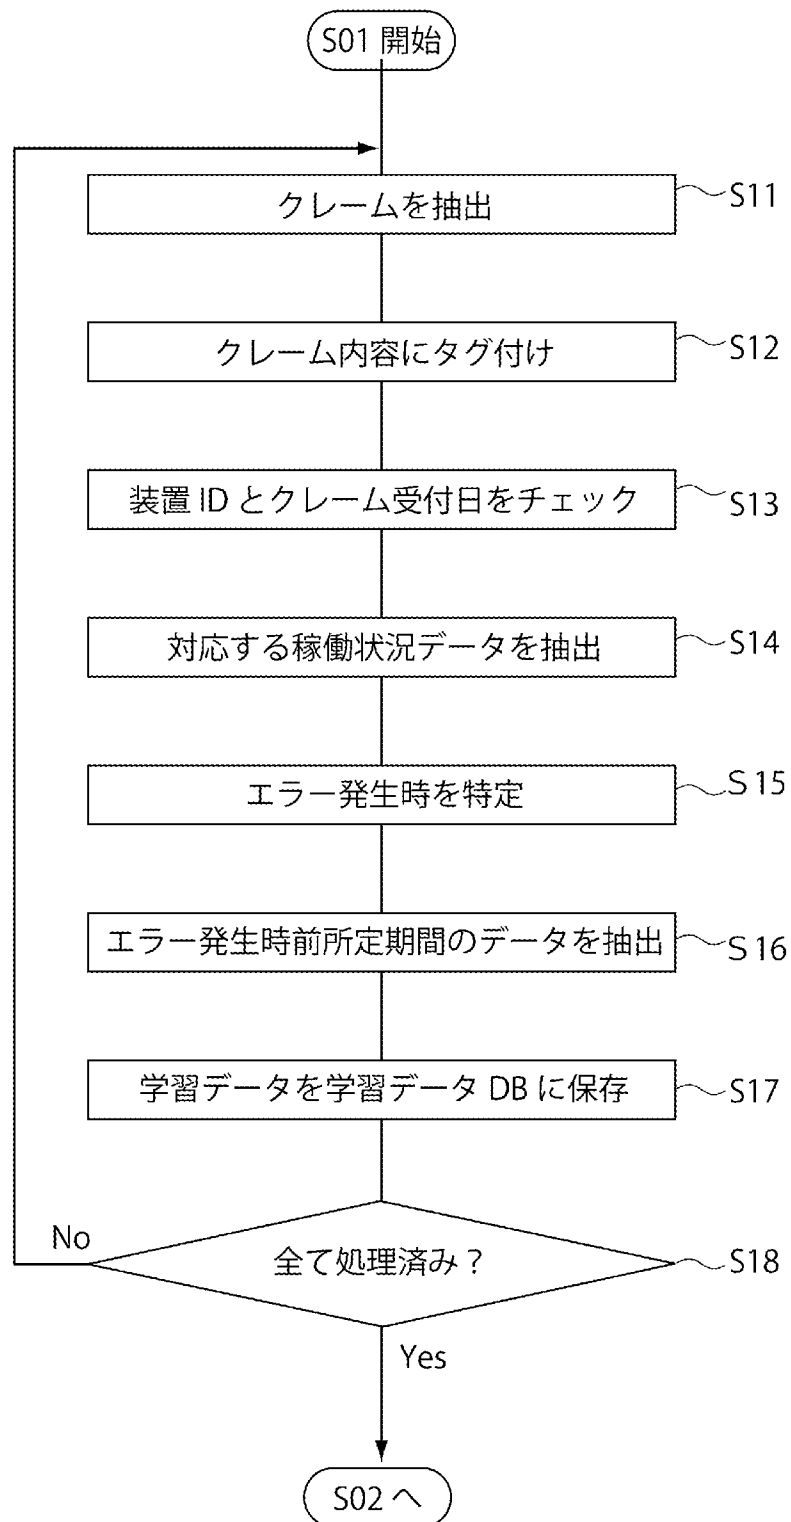 S01 開始
クレームを抽出
S11
クレーム内容にタグ付け
S12
装置 ID とクレーム受付日をチェック
S13
対応する稼働状況データを抽出
S14
エラー発生時を特定
S15
エラー発生時前所定期間のデータを抽出
S16
学習データを学習データ DB に保存
S17
No
全て処理済み？
S18
Yes
S02 へ